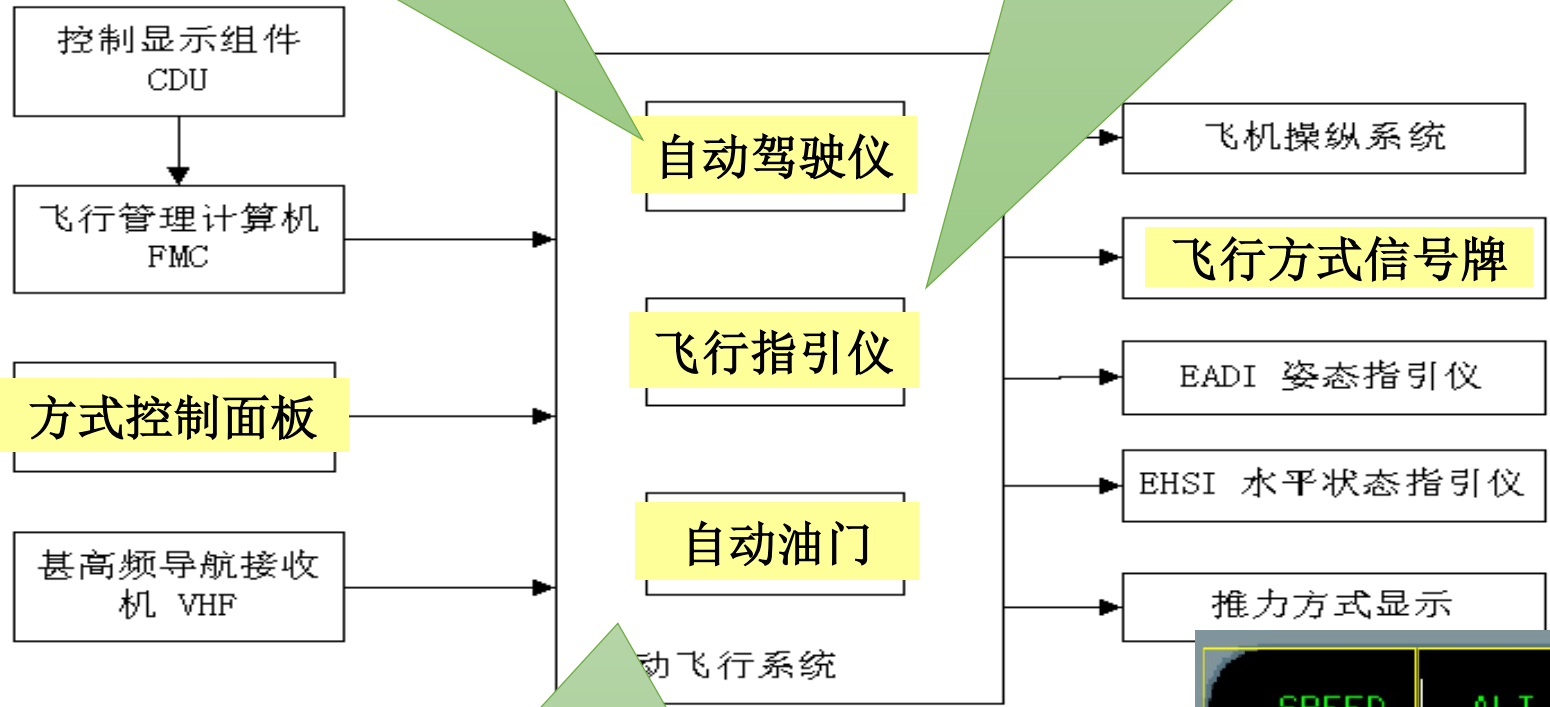 控制显示组件
CDU
飞行管理计算机
FMC
方式控制面板
甚高频导航接收
机 VHF
自动驾驶仪
飞行指引仪
自动油门
动飞行系统
飞机操纵系统
飞行方式信号牌
EADI 姿态指引仪
EHSI 水平状态指引仪
推力方式显示
SPEED ALT